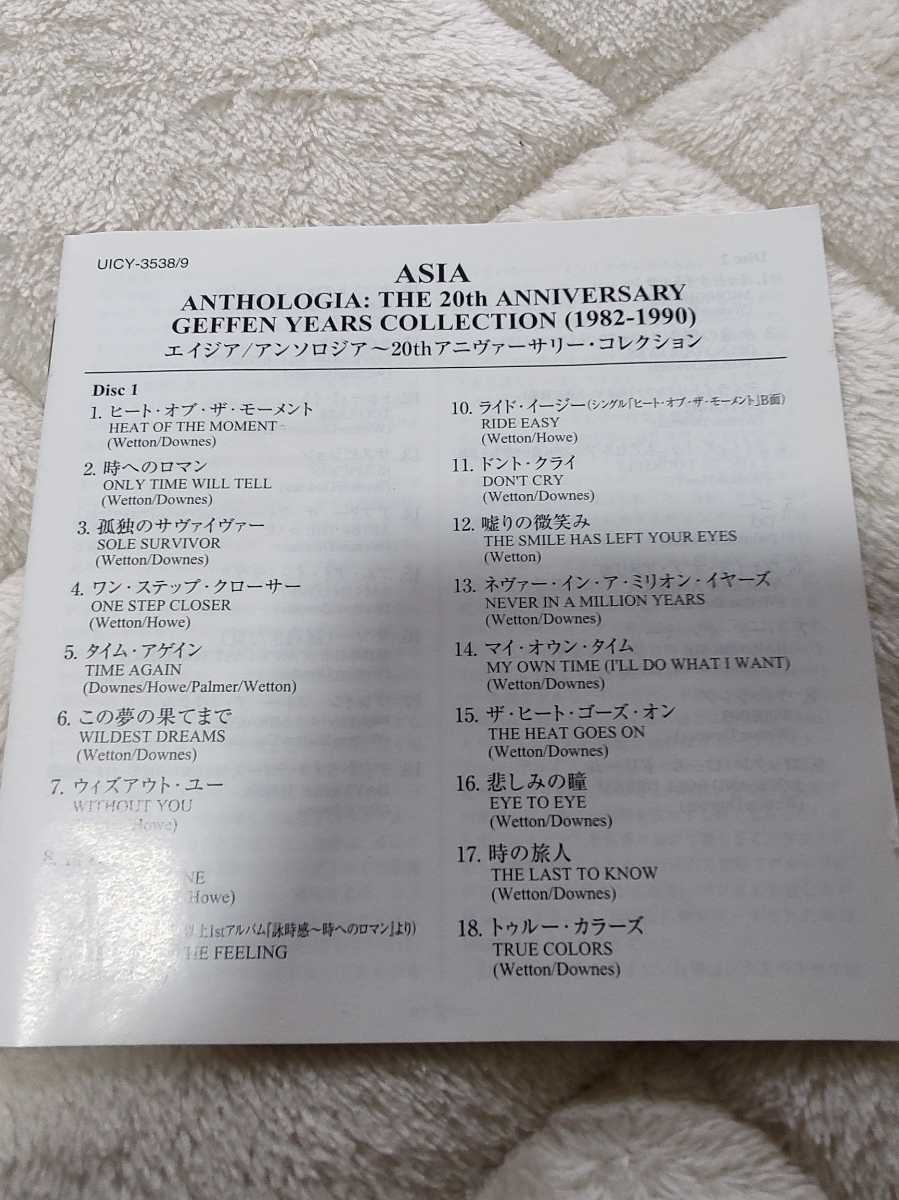 UICY-3538/9
ASIA
ANTHOLOGIA: THE 20th ANNIVERSARY
GEFFEN YEARS COLLECTION (1982-1990)
エイジア/アンソロジア〜20thアニヴァーサリー・コレクション
Disc 1
1. ヒート・オブ・ザ・モーメント
HEAT OF THE MOMENT
(Wetton/Downes)
2. 時へのロマン
ONLY TIME WILL TELL
(Wetton/Downes)
3. 孤独のサヴァイヴァー
SOLE SURVIVOR
(Wetton/Downes)
4. ワン・ステップ・クローサー
ONE STEP CLOSER
(Wetton/Howe)
5. タイム・アゲイン
TIME AGAIN
(Downes/Howe/Palmer/Wetton)
6. この夢の果てまで
WILDEST DREAMS
(Wetton/Downes)
7. ウィズアウト・ユー
WITHOUT YOU
Howe)
8.
NE
/Howe)
以上1stアルバム『詠時感〜時へのロマン』より)
THE FEELING
10. ライド・イージー(シングル「ヒート・オブ・ザ・モーメント」B面)
RIDE EASY
(Wetton/Howe)
11. ドント・クライ
DON'T CRY
(Wetton/Downes)
12. 嘘りの微笑み
THE SMILE HAS LEFT YOUR EYES
(Wetton)
13. ネヴァー・イン・ア・ミリオン・イヤーズ
NEVER IN A MILLION YEARS
(Wetton/Downes)
14. マイ・オウン・タイム
MY OWN TIME (I'LL DO WHAT I WANT)
(Wetton/Downes)
15. ザ・ヒート・ゴーズ・オン
THE HEAT GOES ON
(Wetton/Downes)
16. 悲しみの瞳
EYE TO EYE
(Wetton/Downes)
17. 時の旅人
THE LAST TO KNOW
(Wetton/Downes)
18. トゥルー・カラーズ
TRUE COLORS
(Wetton/Downes)